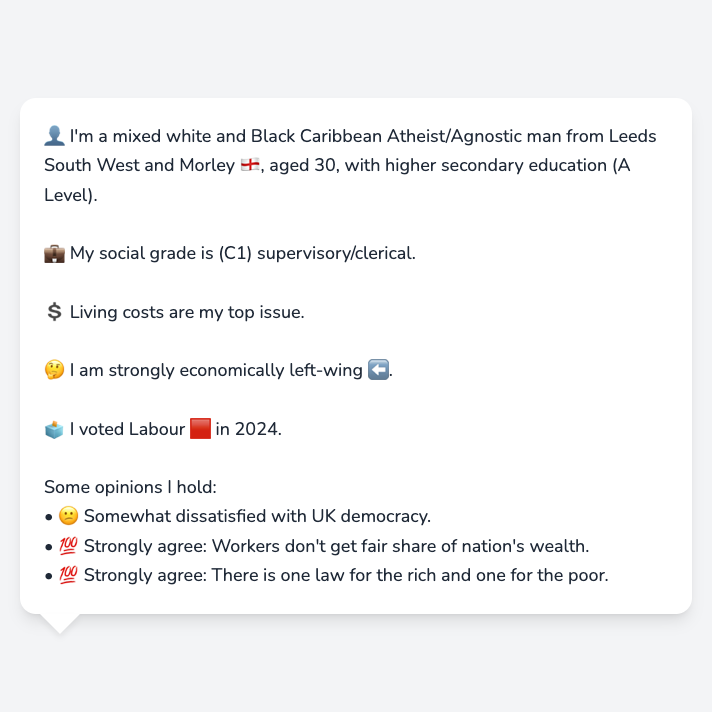 👤 I'm a mixed white and Black Caribbean Atheist/Agnostic man from Leeds
South West and Morley 🏴󠁧󠁢󠁥󠁮󠁧󠁿, aged 30, with higher secondary education (A
Level).
💼 My social grade is (C1) supervisory/clerical.
💲 Living costs are my top issue.
🤔 I am strongly economically left-wing ⬅️.
🗳️ I voted Labour 🟥 in 2024.
Some opinions I hold:
• 😕 Somewhat dissatisfied with UK democracy.
• 💯 Strongly agree: Workers don't get fair share of nation's wealth.
• 💯 Strongly agree: There is one law for the rich and one for the poor.